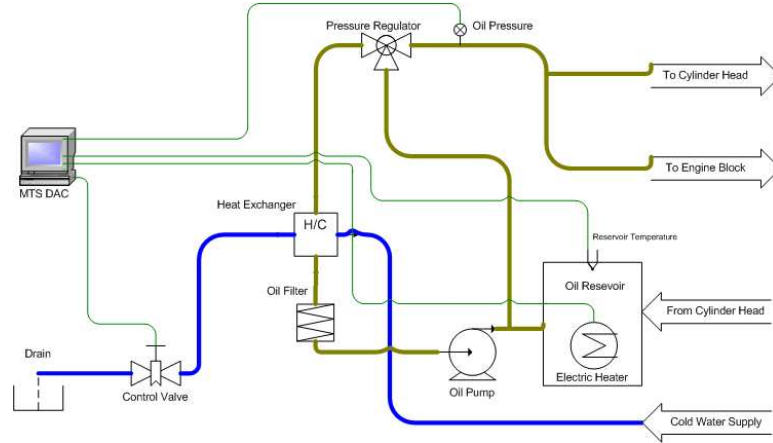 Pressure Regulator
Oil Pressure
To Cylinder Head
MTS DAC
To Engine Block
Heat Exchanger
H/C
Reservoir Temperature
Oil Resevoir
Oil Filter
From Cylinder Head
Drain
Control Valve
Oil Pump
Electric Heater
Cold Water Supply